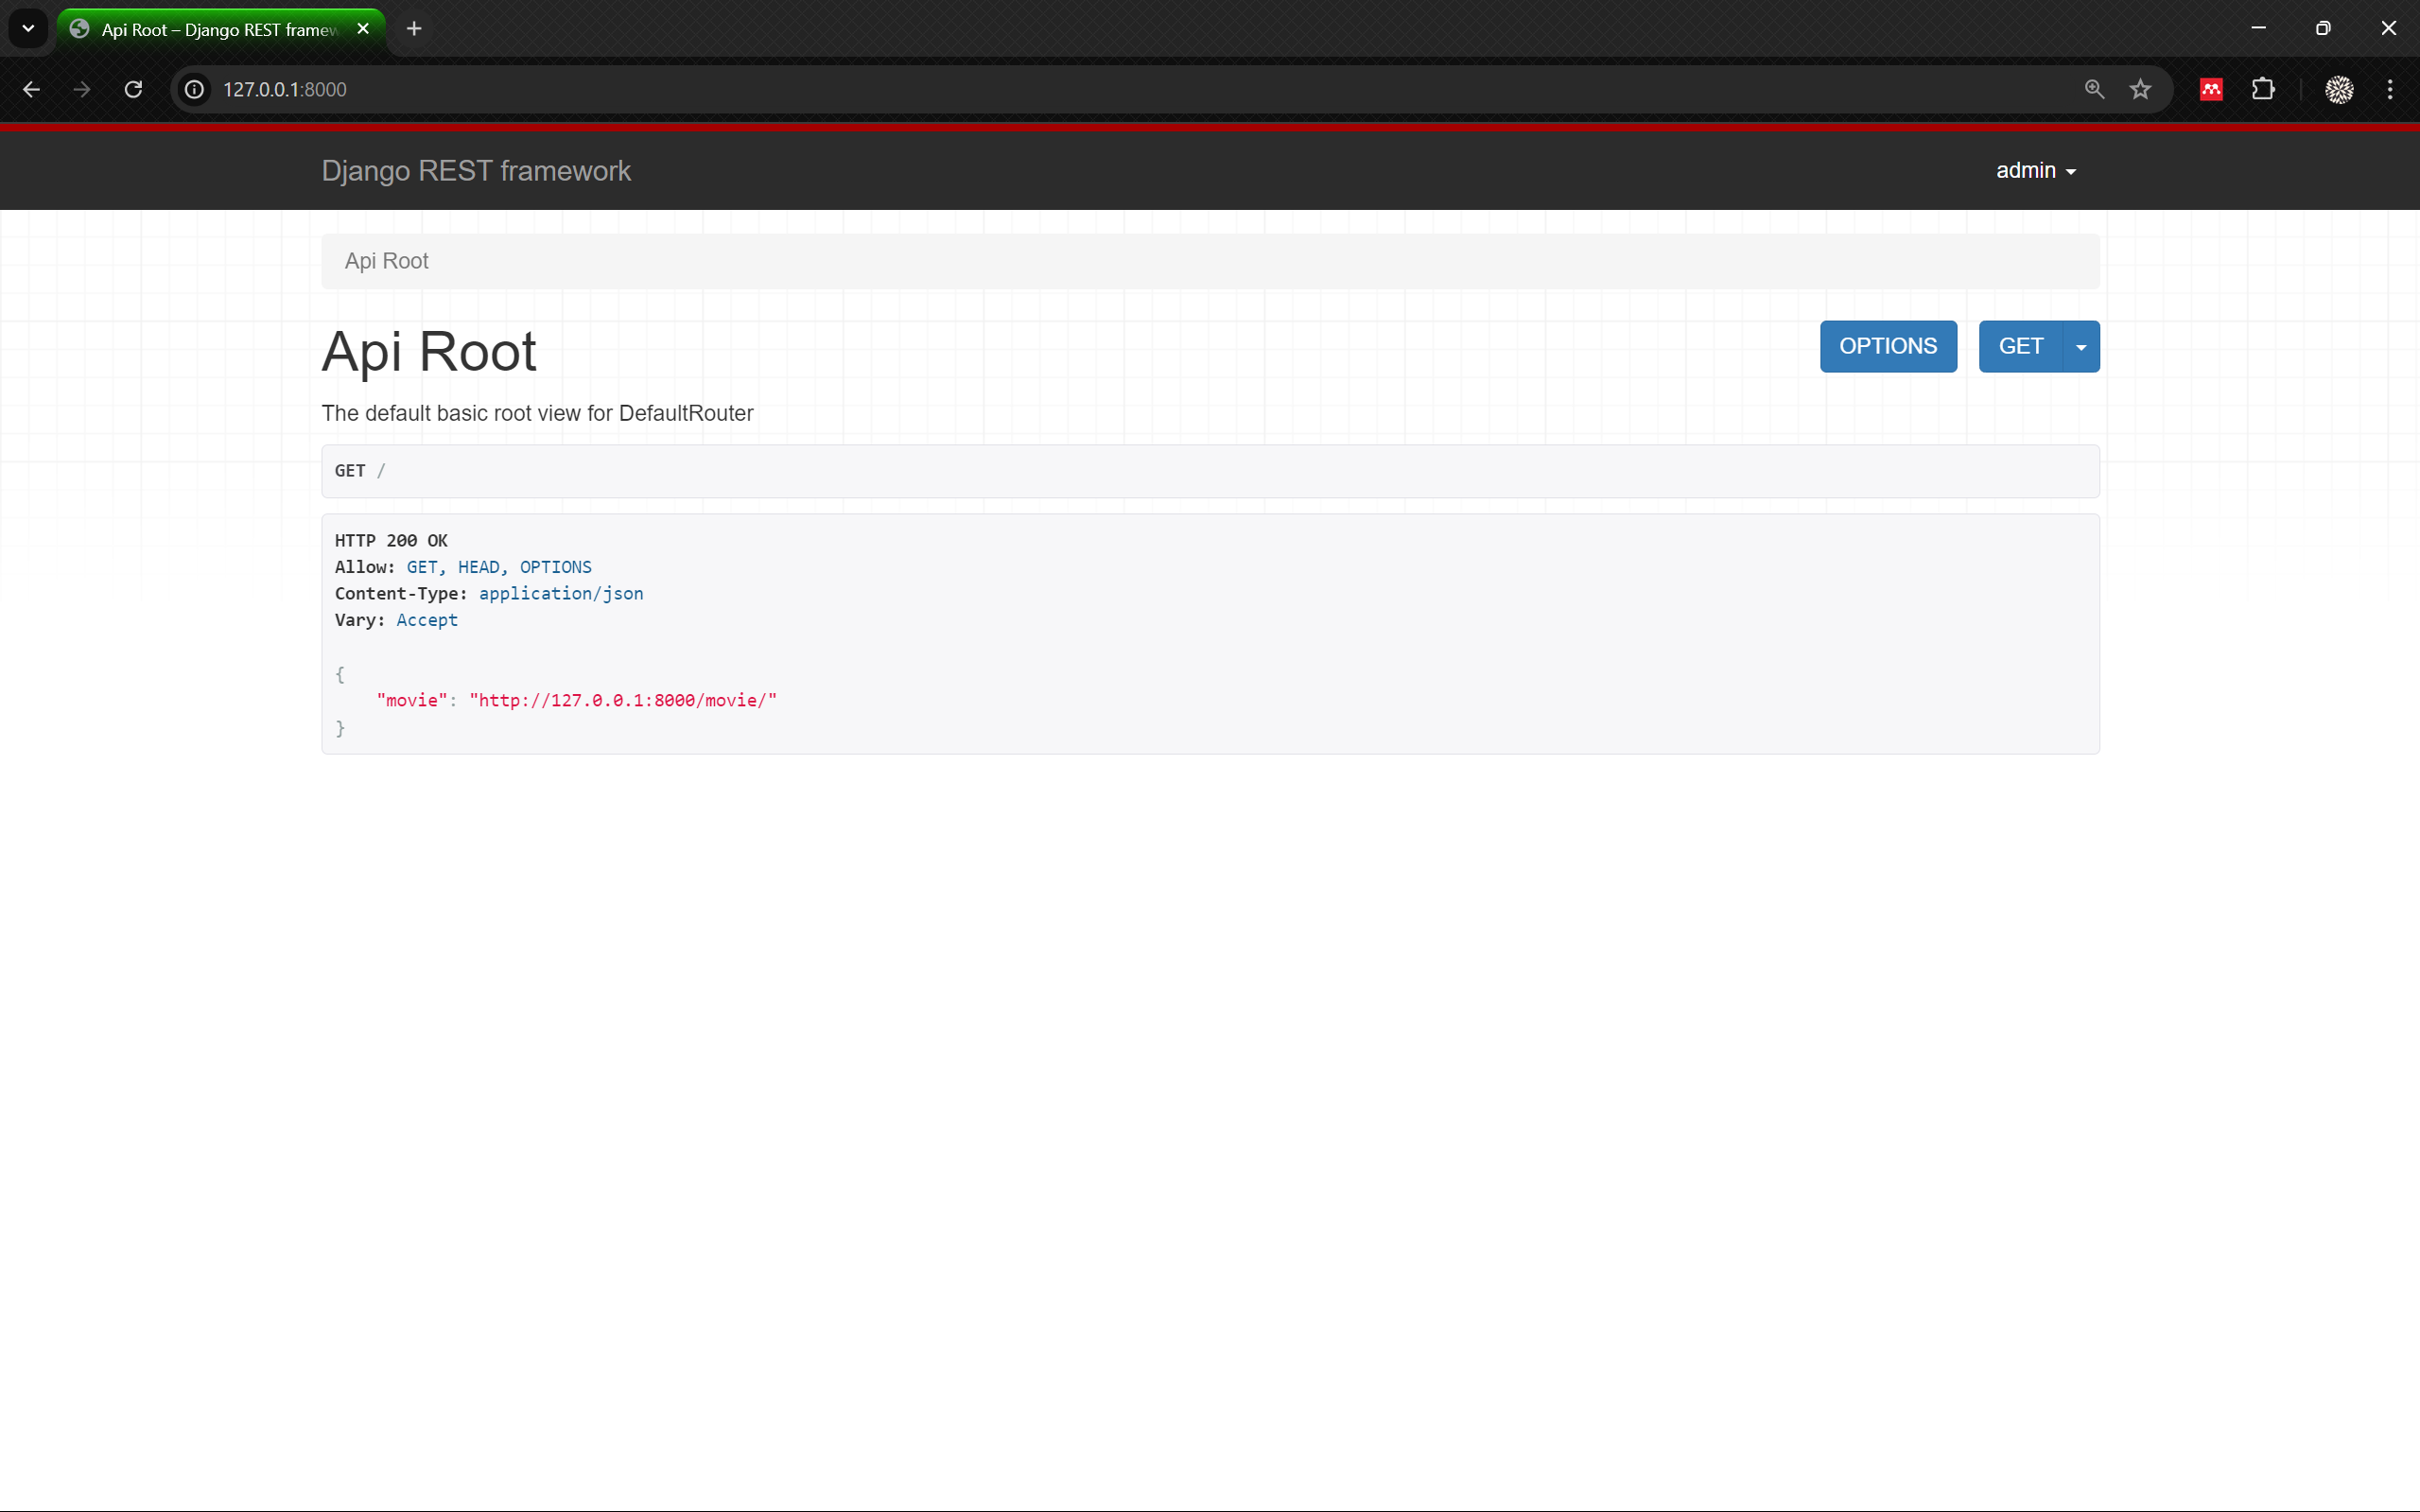 Api Root – Django REST framew
127.0.0.1:8000
Django REST framework
admin
Api Root
Api Root
OPTIONS
GET
The default basic root view for DefaultRouter
GET /
HTTP 200 OK
Allow: GET, HEAD, OPTIONS
Content-Type: application/json
Vary: Accept
{
"movie": "http://127.0.0.1:8000/movie/"
}